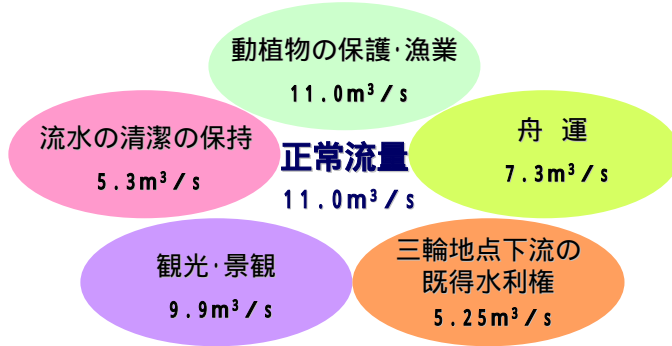 動植物の保護･漁業
11.0m³/s
流水の清潔の保持
5.3m³/s
正常流量
11.0m³/s
舟 運
7.3m³/s
観光･景観
9.9m³/s
三輪地点下流の
既得水利権
5.25m³/s